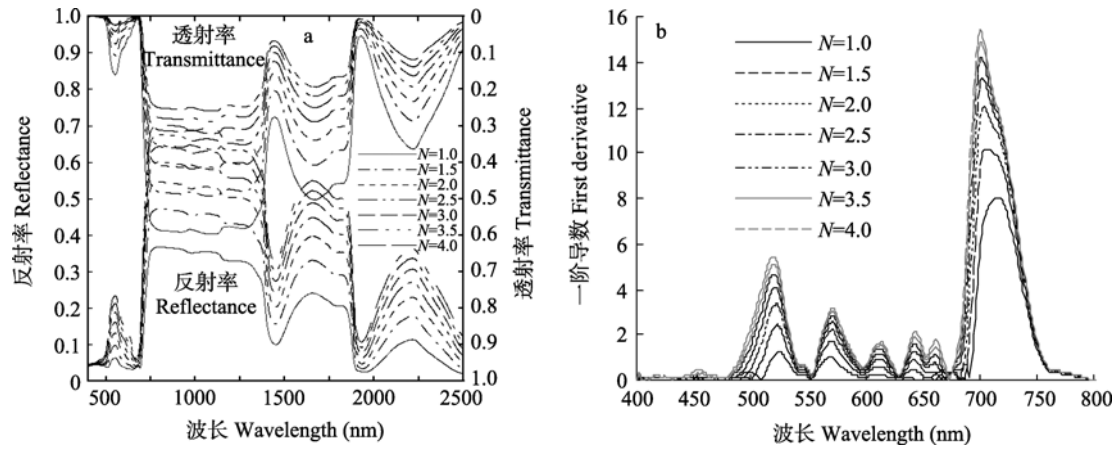 1.0
0.9
0.8
0.7
0.6
0.5
0.4
0.3
0.2
0.1
0
反射率 Reflectance
透射率
Transmittance
a
反射率
Reflectance
N=1.0
N=1.5
N=2.0
N=2.5
N=3.0
N=3.5
N=4.0
0
0.1
0.2
0.3
0.4
0.5
0.6
0.7
0.8
0.9
1.0
透射率 Transmittance
500 1000 1500 2000 2500
波长 Wavelength (nm)
b
16
14
12
10
8
6
4
2
0
一阶导数 First derivative
N=1.0
N=1.5
N=2.0
N=2.5
N=3.0
N=3.5
N=4.0
400 450 500 550 600 650 700 750 800
波长 Wavelength (nm)